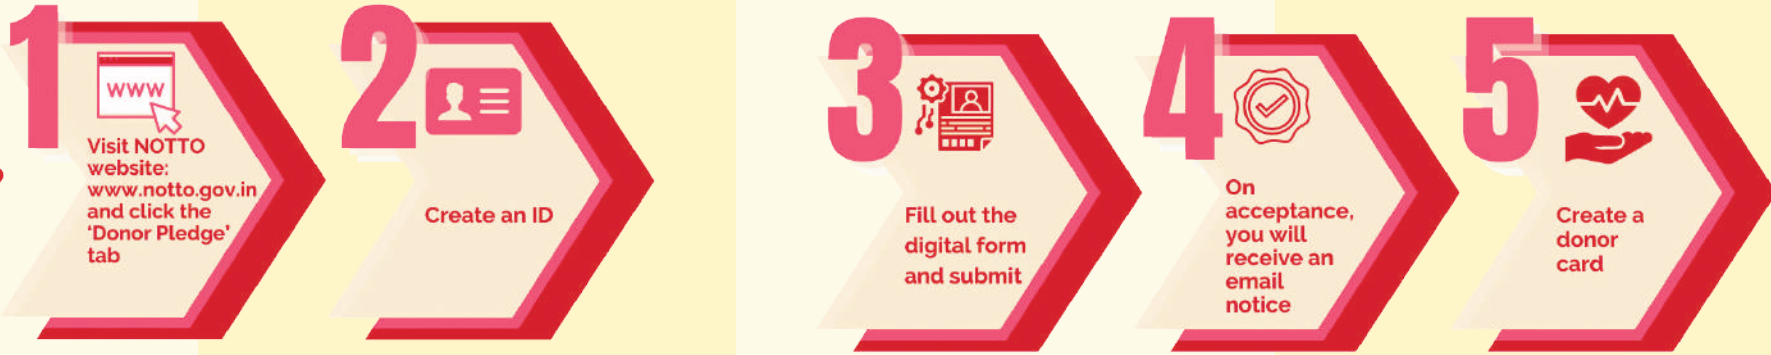 1
www
Visit NOTTO
website:
www.notto.gov.in
and click the
‘Donor Pledge’
tab
2
Create an ID
3
Fill out the
digital form
and submit
4
On
acceptance,
you will
receive an
email
notice
5
Create a
donor
card